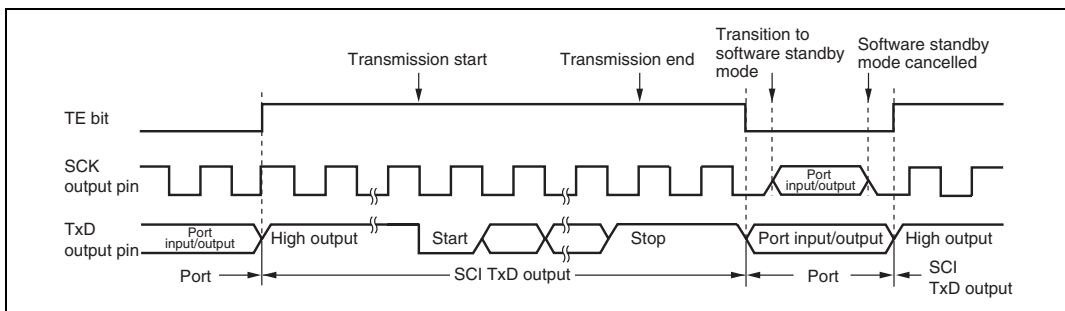 Transition to
software standby
mode
Software standby
mode cancelled
Transmission start
Transmission end
TE bit
SCK
output pin
Port
input/output
TxD
output pin
Port
input/output
High output
Start
Stop
Port input/output
High output
Port
SCI TxD output
Port
SCI
TxD output